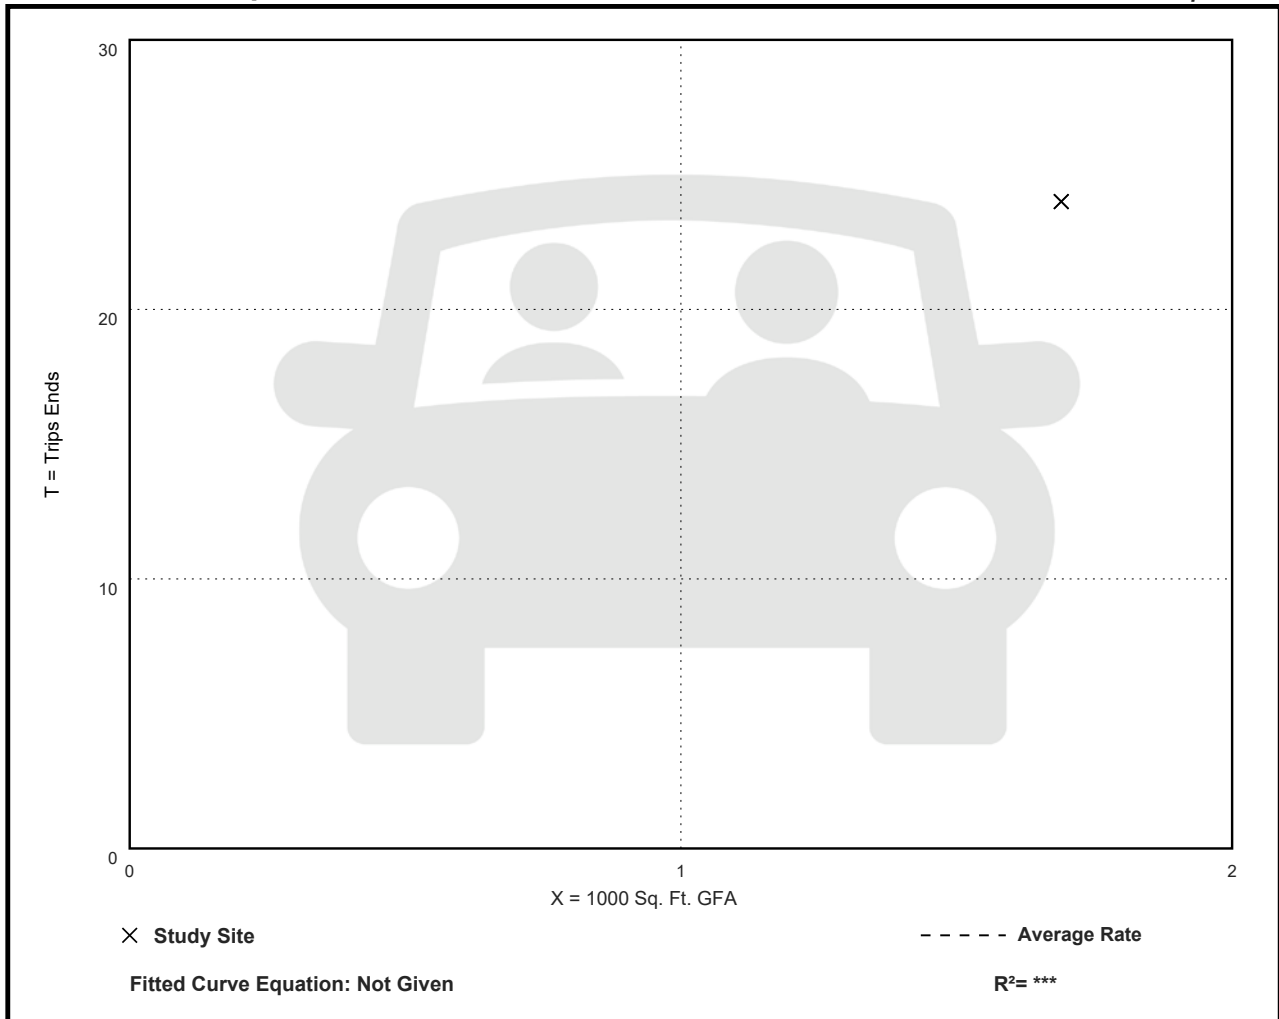 30
20
T = Trips Ends
10
0
0 1 2
X = 1000 Sq. Ft. GFA
Study Site
Average Rate
Fitted Curve Equation: Not Given
R²= ***